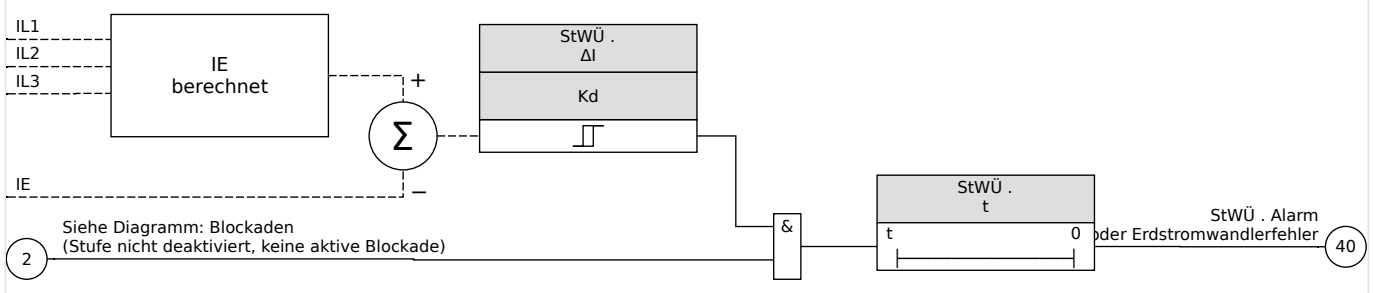 IL1
IL2
IL3
IE
berechnet
+
Σ
−
IE
StWÜ .
ΔI
Kd
Siehe Diagramm: Blockaden
(Stufe nicht deaktiviert, keine aktive Blockade)
2
&
StWÜ .
t
t 0
StWÜ . Alarm
oder Erdstromwandlerfehler
40